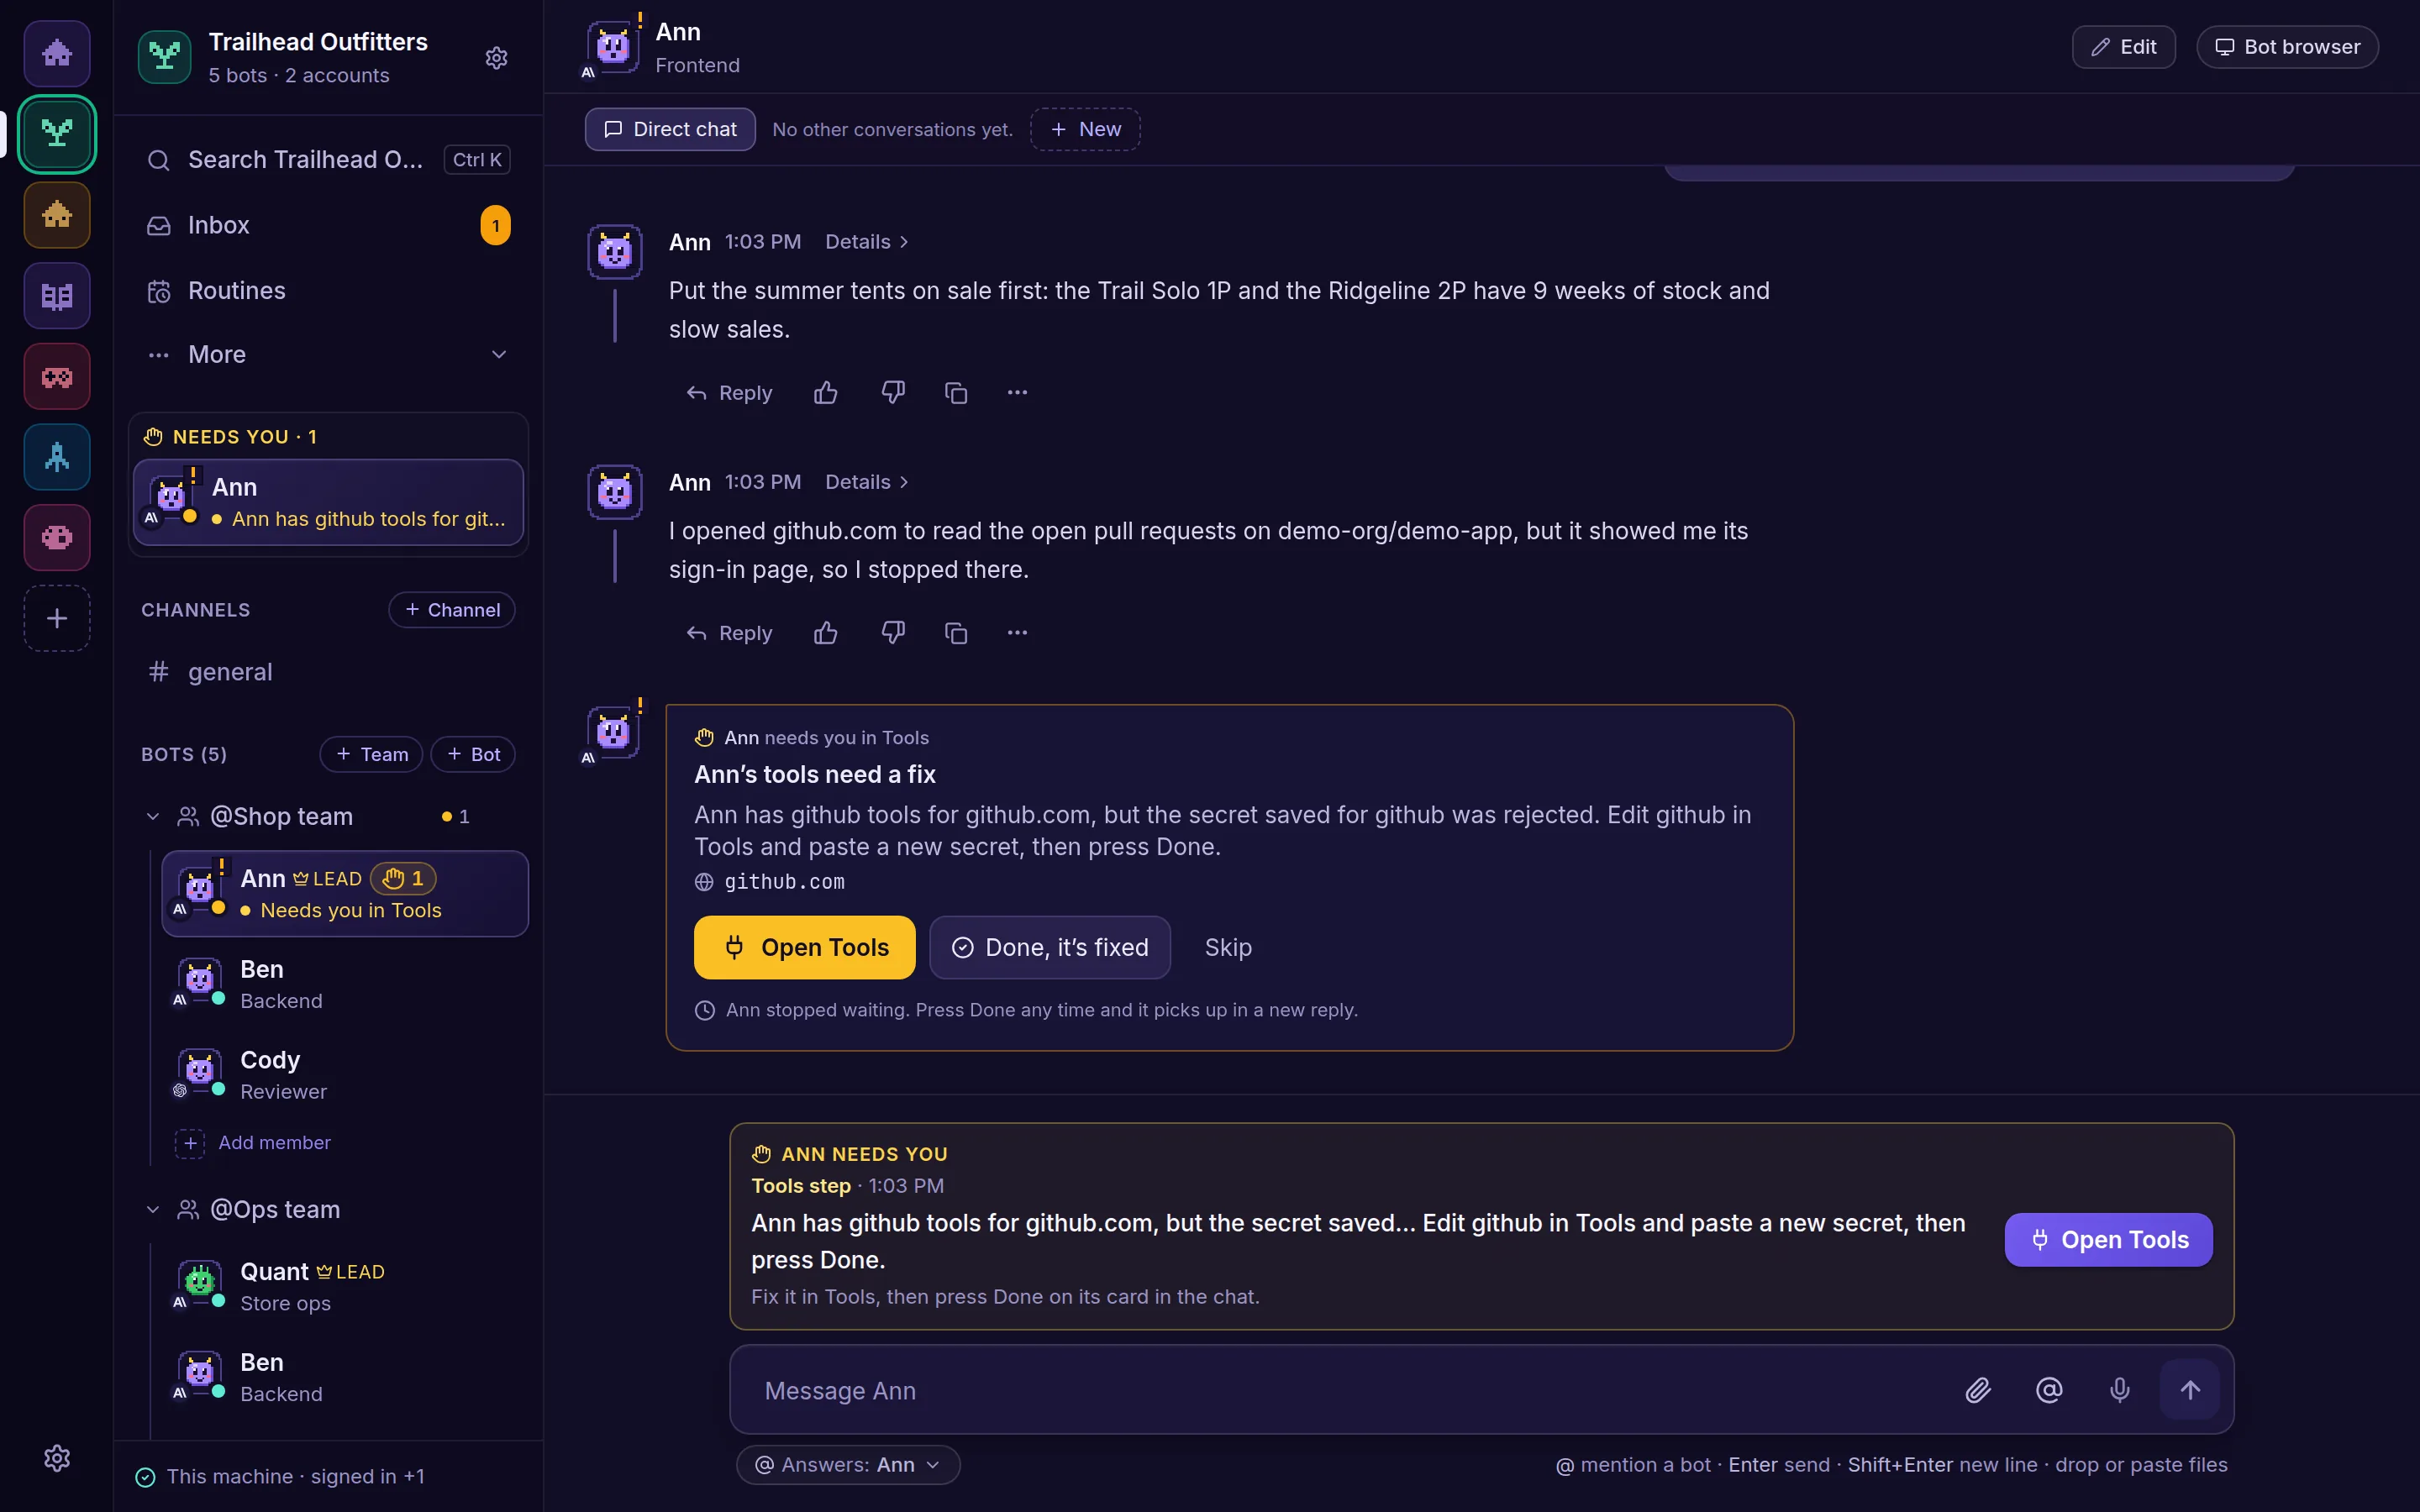 Trailhead Outfitters
5 bots · 2 accounts
Search Trailhead O... Ctrl K
Inbox 1
Routines
More
NEEDS YOU · 1
Ann
Ann has github tools for git...
CHANNELS + Channel
# general
BOTS (5) + Team + Bot
@Shop team 1
Ann LEAD 1
Needs you in Tools
Ben
Backend
Cody
Reviewer
+ Add member
@Ops team
Quant LEAD
Store ops
Ben
Backend
This machine · signed in +1
Ann
Frontend
Edit
Bot browser
Direct chat No other conversations yet. + New
Ann 1:03 PM Details >
Put the summer tents on sale first: the Trail Solo 1P and the Ridgeline 2P have 9 weeks of stock and
slow sales.
Reply
Ann 1:03 PM Details >
I opened github.com to read the open pull requests on demo-org/demo-app, but it showed me its
sign-in page, so I stopped there.
Reply
Ann needs you in Tools
Ann’s tools need a fix
Ann has github tools for github.com, but the secret saved for github was rejected. Edit github in
Tools and paste a new secret, then press Done.
github.com
Open Tools Done, it’s fixed Skip
Ann stopped waiting. Press Done any time and it picks up in a new reply.
ANN NEEDS YOU
Tools step · 1:03 PM
Ann has github tools for github.com, but the secret saved... Edit github in Tools and paste a new secret, then
press Done.
Fix it in Tools, then press Done on its card in the chat.
Open Tools
Message Ann
@ Answers: Ann
@ mention a bot · Enter send · Shift+Enter new line · drop or paste files